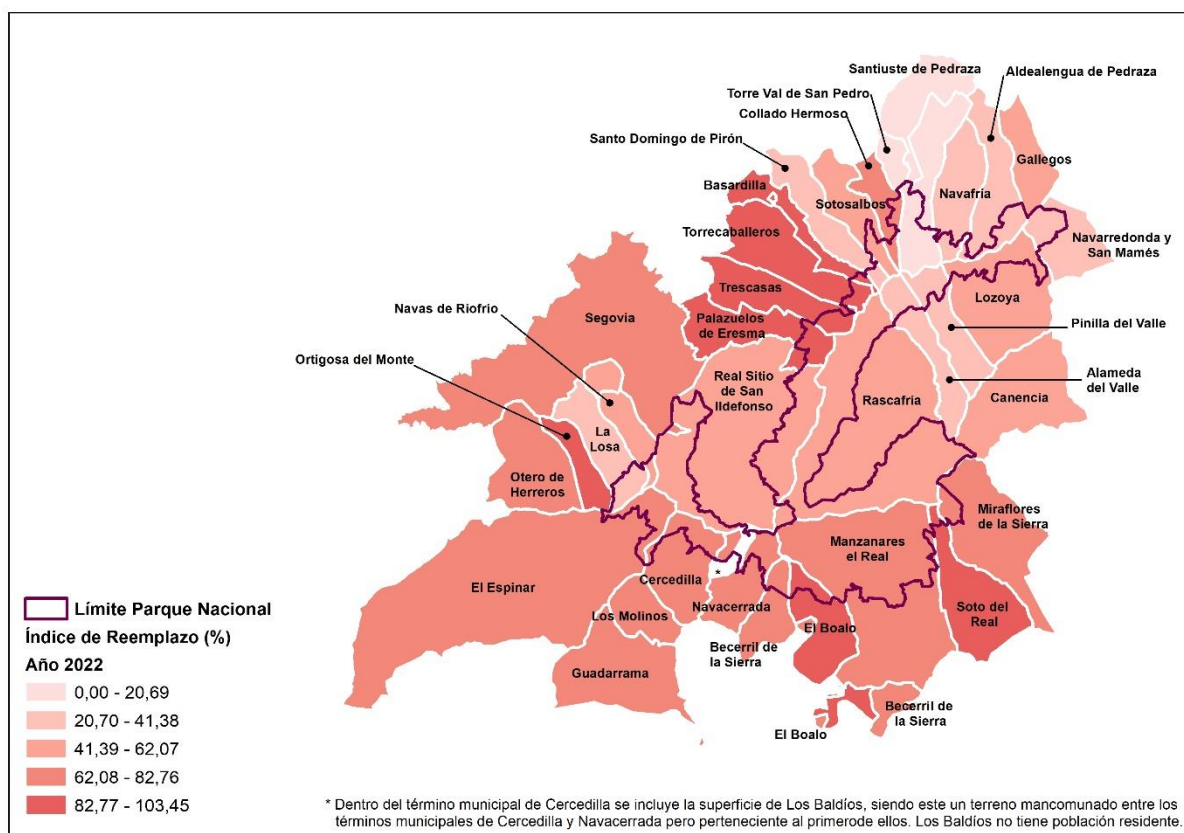 Santiuste de Pedraza
Aldealengua de Pedraza
Torre Val de San Pedro
Collado Hermoso
Santo Domingo de Pirón
Gallegos
Basardilla
Sotosalbos
Navafría
Torrecaballeros
Navarredonda y
San Mamés
Trescasas
Lozoya
Navas de Riofrio
Segovia
Palazuelos
de Eresma
Pinilla del Valle
Ortigosa del Monte
Real Sitio
de San
Ildefonso
Rascafría
Alameda
del Valle
Canencia
La
Losa
Otero de
Herreros
Miraflores
de la Sierra
Manzanares
el Real
El Espinar
Cercedilla
*
Los Molinos
Navacerrada
El Boalo
Soto del
Real
Becerril de
la Sierra
Guadarrama
Becerril de
la Sierra
El Boalo
Límite Parque Nacional
Índice de Reemplazo (%)
Año 2022
0,00 - 20,69
20,70 - 41,38
41,39 - 62,07
62,08 - 82,76
82,77 - 103,45
* Dentro del término municipal de Cercedilla se incluye la superficie de Los Baldíos, siendo este un terreno mancomunado entre los
términos municipales de Cercedilla y Navacerrada pero perteneciente al primerode ellos. Los Baldíos no tiene población residente.